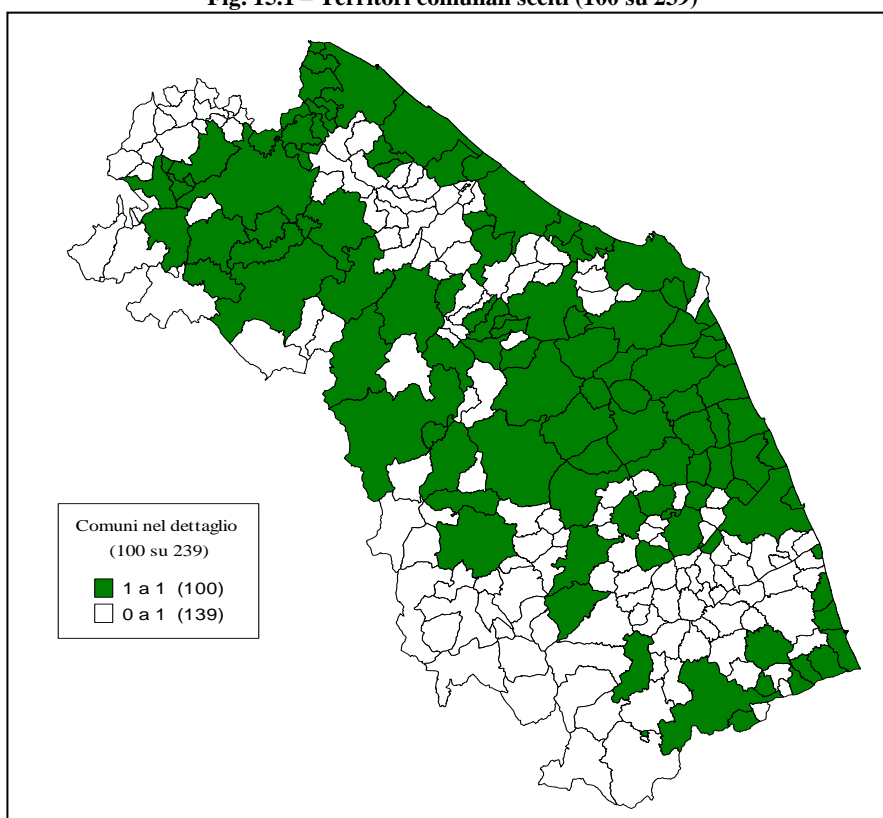 Fig. 13.1 – Territori comunali scelti (100 su 239)
Comuni nel dettaglio
(100 su 239)
1 a 1 (100)
0 a 1 (139)